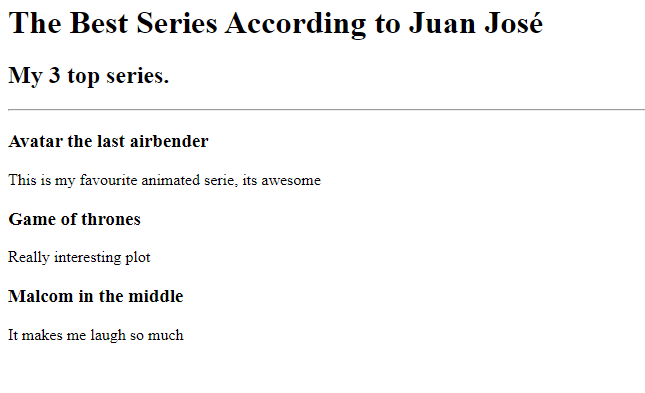 The Best Series According to Juan José
My 3 top series.
Avatar the last airbender
This is my favourite animated serie, its awesome
Game of thrones
Really interesting plot
Malcom in the middle
It makes me laugh so much